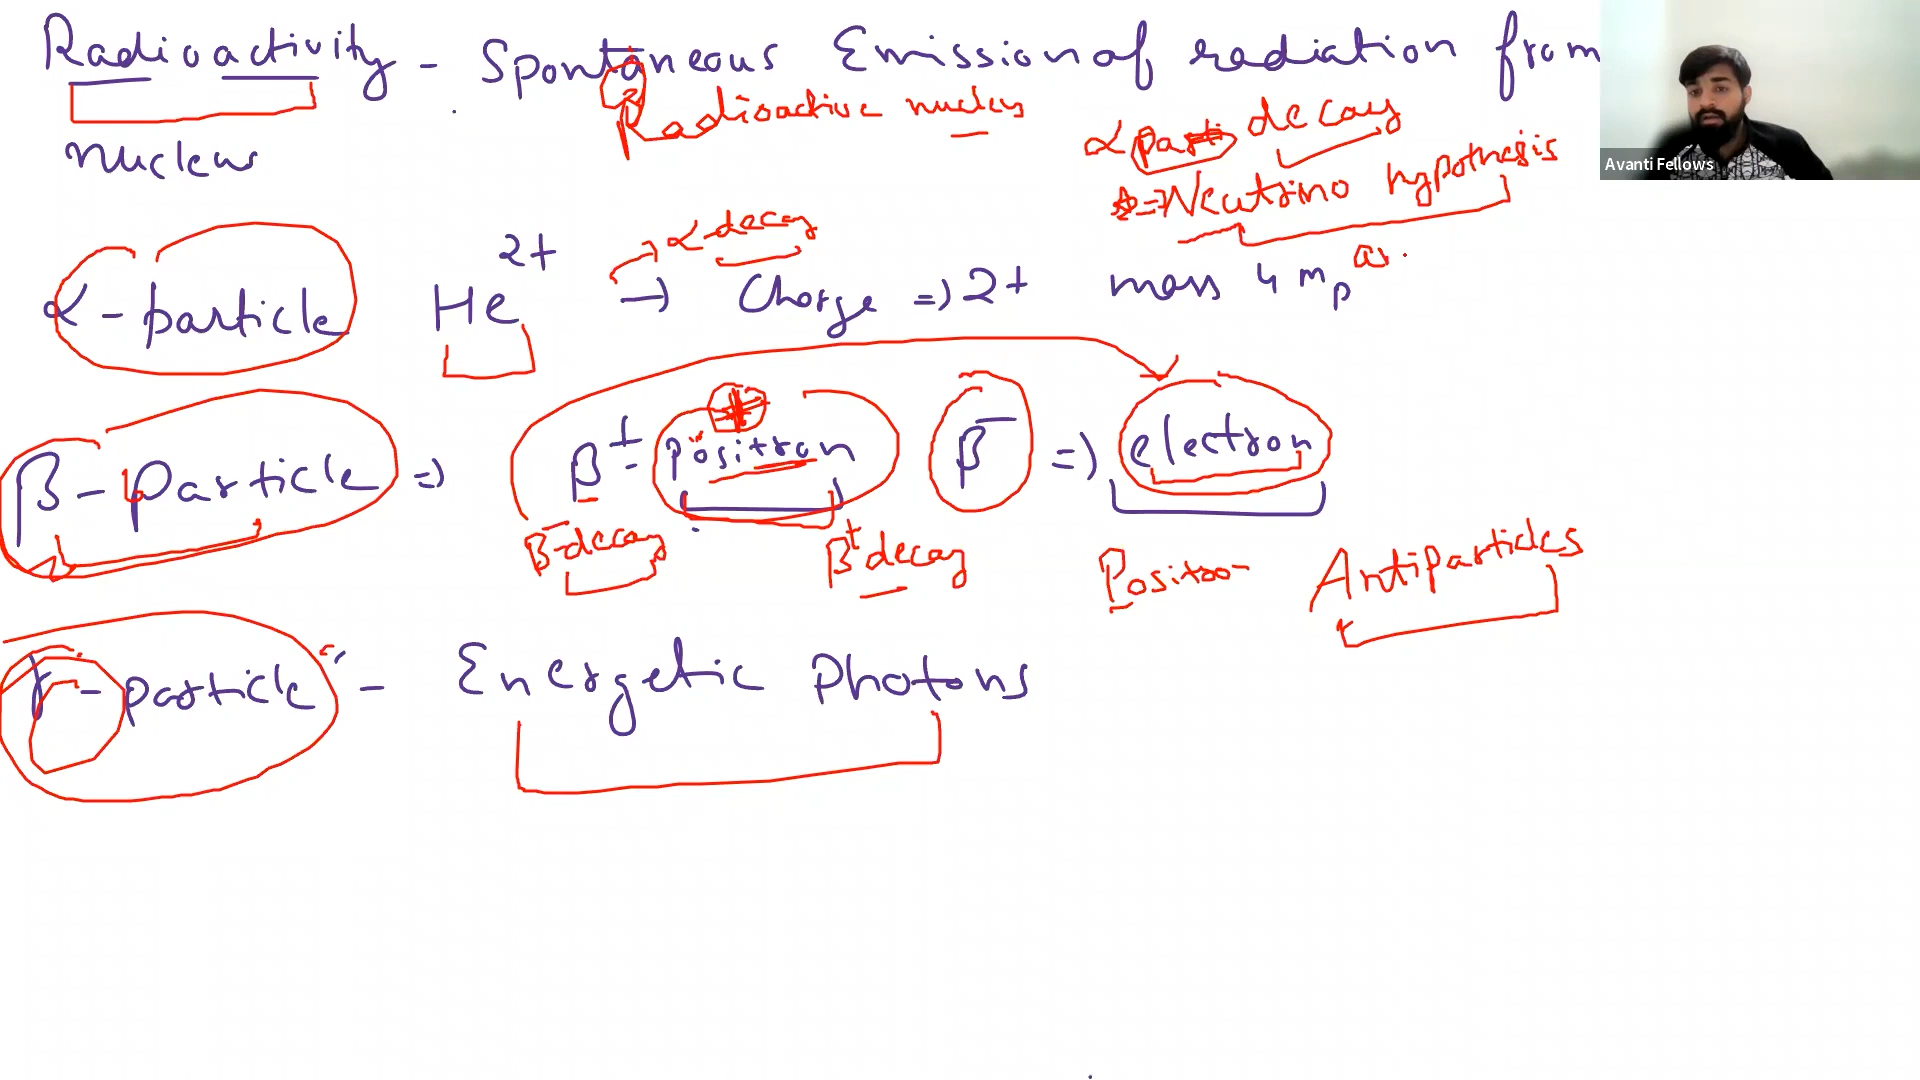 Radioactivity - Spontaneous Emission of radiation from
Radioactive nucleus
nucleus
α decay
Avanti Fellows
=> Neutrino hypothesis
α-decay
α-particle He 2+ → Charge => 2+ mass 4 mp
β-Particle => β+ - Positron β- => electron
β-decay β+ decay Positron Antiparticles
γ-particle" - Energetic Photons